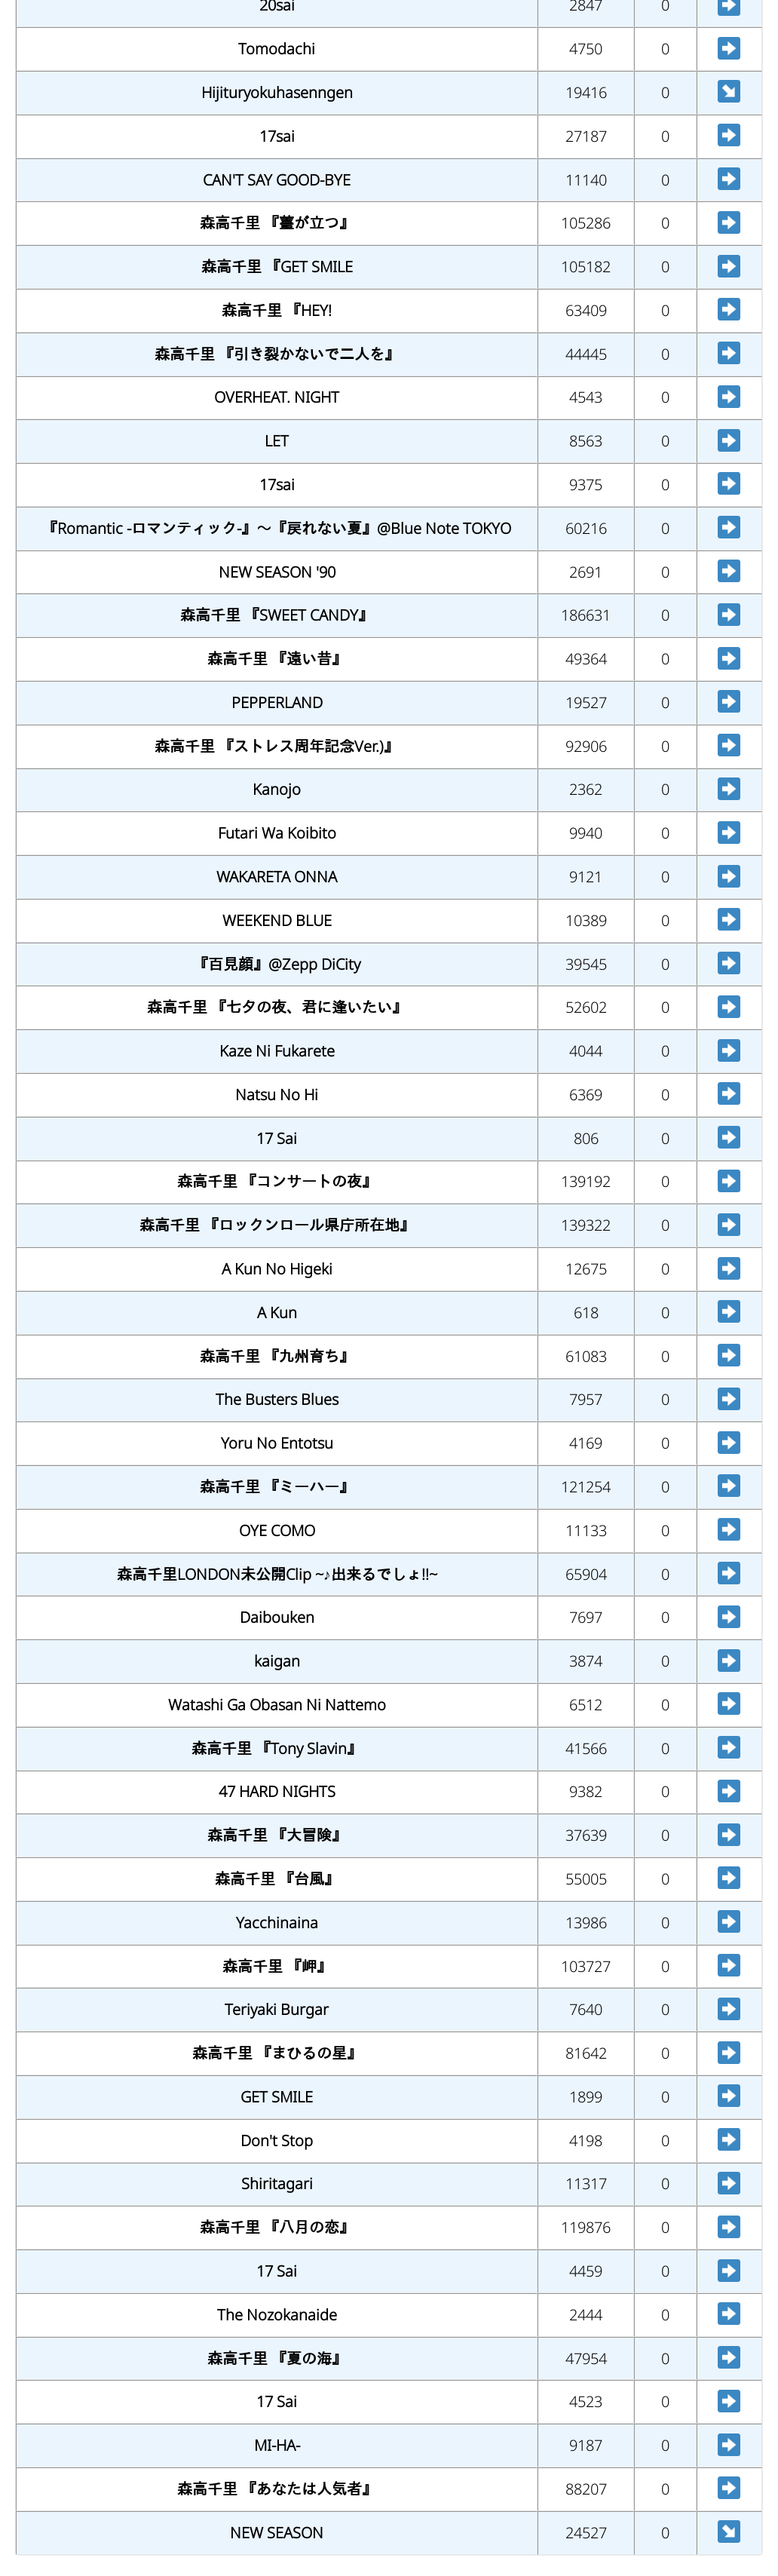 20sai 2847 0
Tomodachi 4750 0
Hijituryokuhasenngen 19416 0
17sai 27187 0
CAN'T SAY GOOD-BYE 11140 0
森高千里 『薹が立つ』 105286 0
森高千里 『GET SMILE 105182 0
森高千里 『HEY! 63409 0
森高千里 『引き裂かないで二人を』 44445 0
OVERHEAT. NIGHT 4543 0
LET 8563 0
17sai 9375 0
『Romantic -ロマンティック-』～『戻れない夏』@Blue Note TOKYO 60216 0
NEW SEASON '90 2691 0
森高千里 『SWEET CANDY』 186631 0
森高千里 『遠い昔』 49364 0
PEPPERLAND 19527 0
森高千里 『ストレス周年記念Ver.)』 92906 0
Kanojo 2362 0
Futari Wa Koibito 9940 0
WAKARETA ONNA 9121 0
WEEKEND BLUE 10389 0
『百見顔』@Zepp DiCity 39545 0
森高千里 『七夕の夜、君に逢いたい』 52602 0
Kaze Ni Fukarete 4044 0
Natsu No Hi 6369 0
17 Sai 806 0
森高千里 『コンサートの夜』 139192 0
森高千里 『ロックンロール県庁所在地』 139322 0
A Kun No Higeki 12675 0
A Kun 618 0
森高千里 『九州育ち』 61083 0
The Busters Blues 7957 0
Yoru No Entotsu 4169 0
森高千里 『ミーハー』 121254 0
OYE COMO 11133 0
森高千里LONDON未公開Clip ~♪出来るでしょ!!~ 65904 0
Daibouken 7697 0
kaigan 3874 0
Watashi Ga Obasan Ni Nattemo 6512 0
森高千里 『Tony Slavin』 41566 0
47 HARD NIGHTS 9382 0
森高千里 『大冒険』 37639 0
森高千里 『台風』 55005 0
Yacchinaina 13986 0
森高千里 『岬』 103727 0
Teriyaki Burgar 7640 0
森高千里 『まひるの星』 81642 0
GET SMILE 1899 0
Don't Stop 4198 0
Shiritagari 11317 0
森高千里 『八月の恋』 119876 0
17 Sai 4459 0
The Nozokanaide 2444 0
森高千里 『夏の海』 47954 0
17 Sai 4523 0
MI-HA- 9187 0
森高千里 『あなたは人気者』 88207 0
NEW SEASON 24527 0